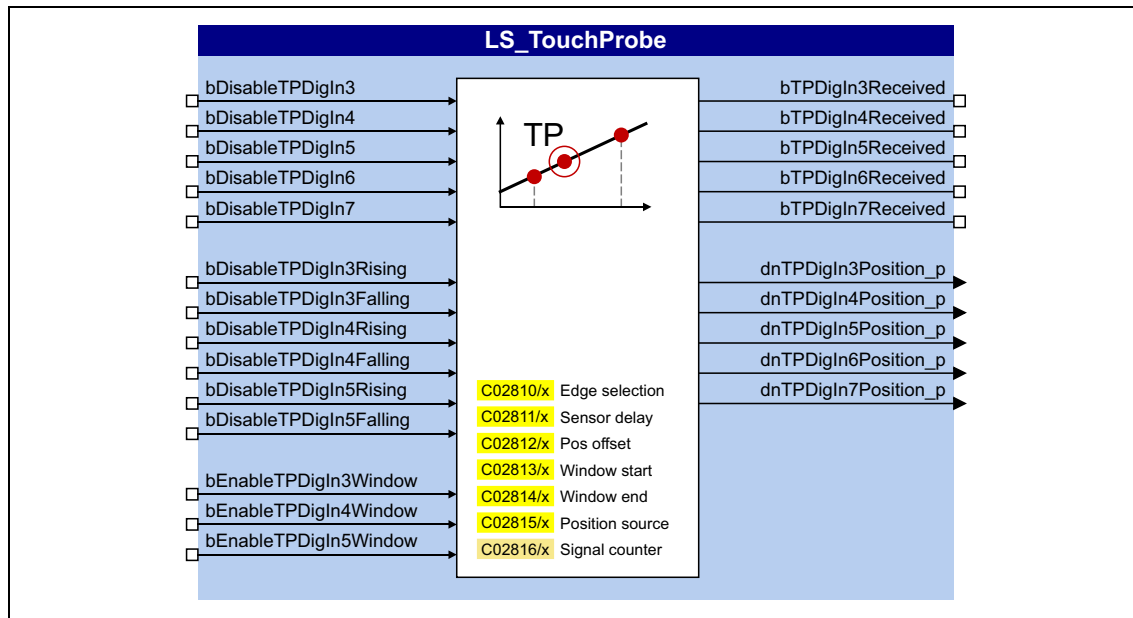 LS_TouchProbe
bDisableTPDigIn3
bDisableTPDigIn4
bDisableTPDigIn5
bDisableTPDigIn6
bDisableTPDigIn7
bDisableTPDigIn3Rising
bDisableTPDigIn3Falling
bDisableTPDigIn4Rising
bDisableTPDigIn4Falling
bDisableTPDigIn5Rising
bDisableTPDigIn5Falling
bEnableTPDigIn3Window
bEnableTPDigIn4Window
bEnableTPDigIn5Window
TP
C02810/x Edge selection
C02811/x Sensor delay
C02812/x Pos offset
C02813/x Window start
C02814/x Window end
C02815/x Position source
C02816/x Signal counter
bTPDigIn3Received
bTPDigIn4Received
bTPDigIn5Received
bTPDigIn6Received
bTPDigIn7Received
dnTPDigIn3Position_p
dnTPDigIn4Position_p
dnTPDigIn5Position_p
dnTPDigIn6Position_p
dnTPDigIn7Position_p